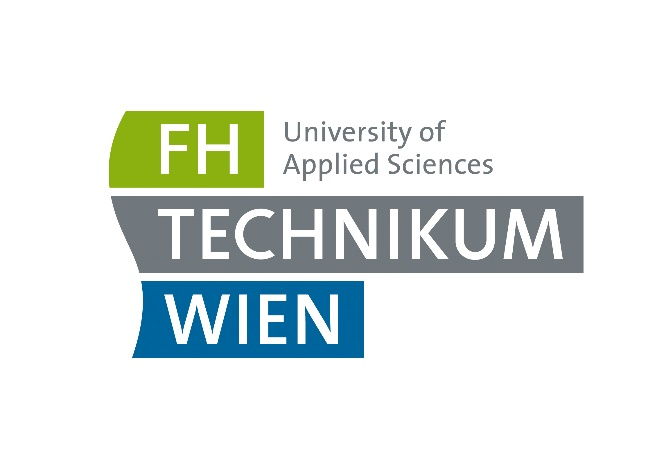 FH
University of
Applied Sciences
TECHNIKUM
WIEN